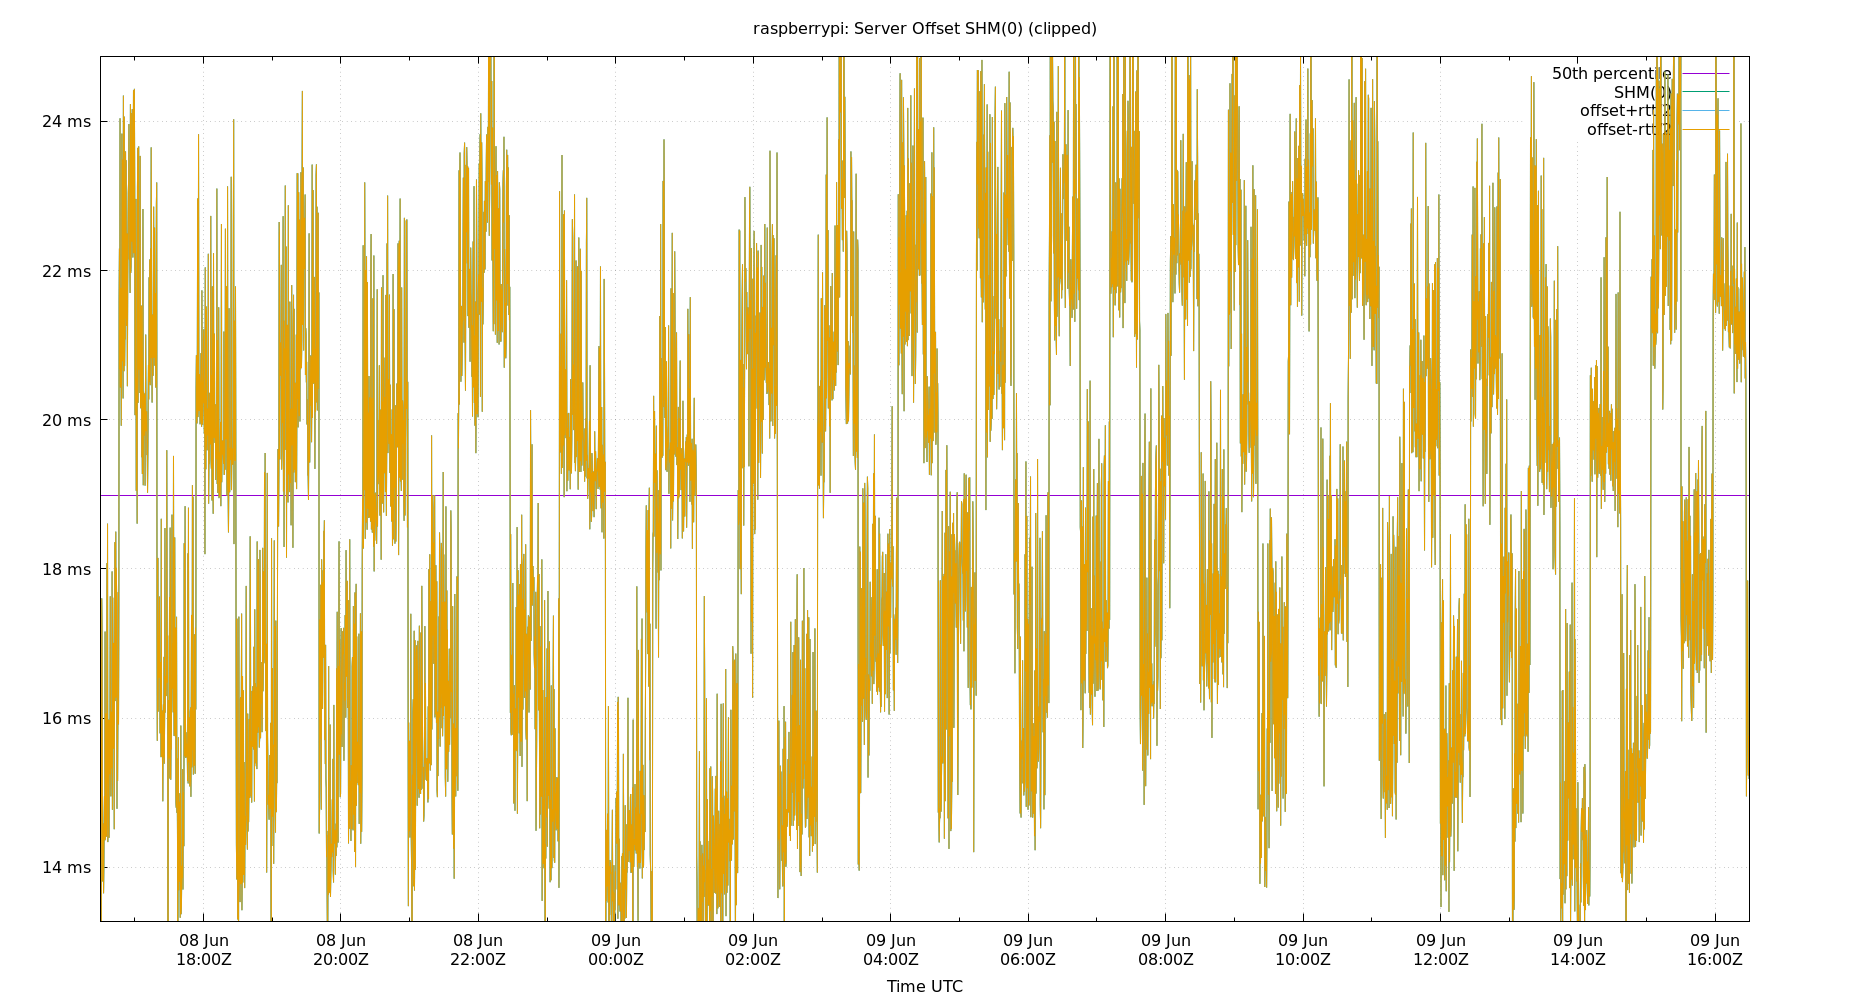 raspberrypi: Server Offset SHM(0) (clipped)
50th percentile
SHM(0)
offset+rtt/2
offset-rtt/2
24 ms
22 ms
20 ms
18 ms
16 ms
14 ms
08 Jun 08 Jun 08 Jun 09 Jun 09 Jun 09 Jun 09 Jun 09 Jun 09 Jun 09 Jun 09 Jun 09 Jun
18:00Z 20:00Z 22:00Z 00:00Z 02:00Z 04:00Z 06:00Z 08:00Z 10:00Z 12:00Z 14:00Z 16:00Z
Time UTC